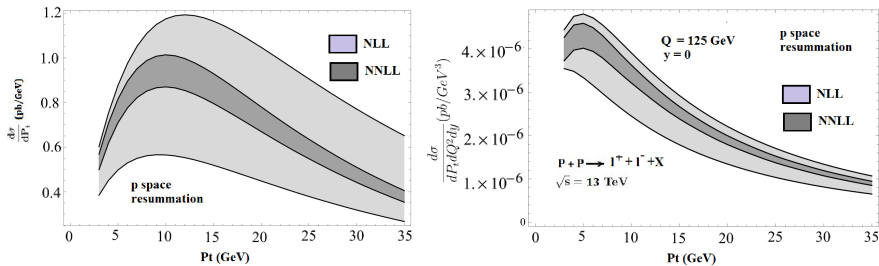 1.2
1.0
0.8
0.6
0.4
dσ/dP_t (pb/GeV)
NLL
NNLL
p space
resummation
0 5 10 15 20 25 30 35
Pt (GeV)
4.×10⁻⁶
3.×10⁻⁶
2.×10⁻⁶
1.×10⁻⁶
0
dσ/dP_tdQ²dy (pb/GeV³)
Q = 125 GeV
y = 0
p space
resummation
NLL
NNLL
P + P → l⁺ + l⁻ + X
√s = 13 TeV
0 5 10 15 20 25 30 35
Pt (GeV)